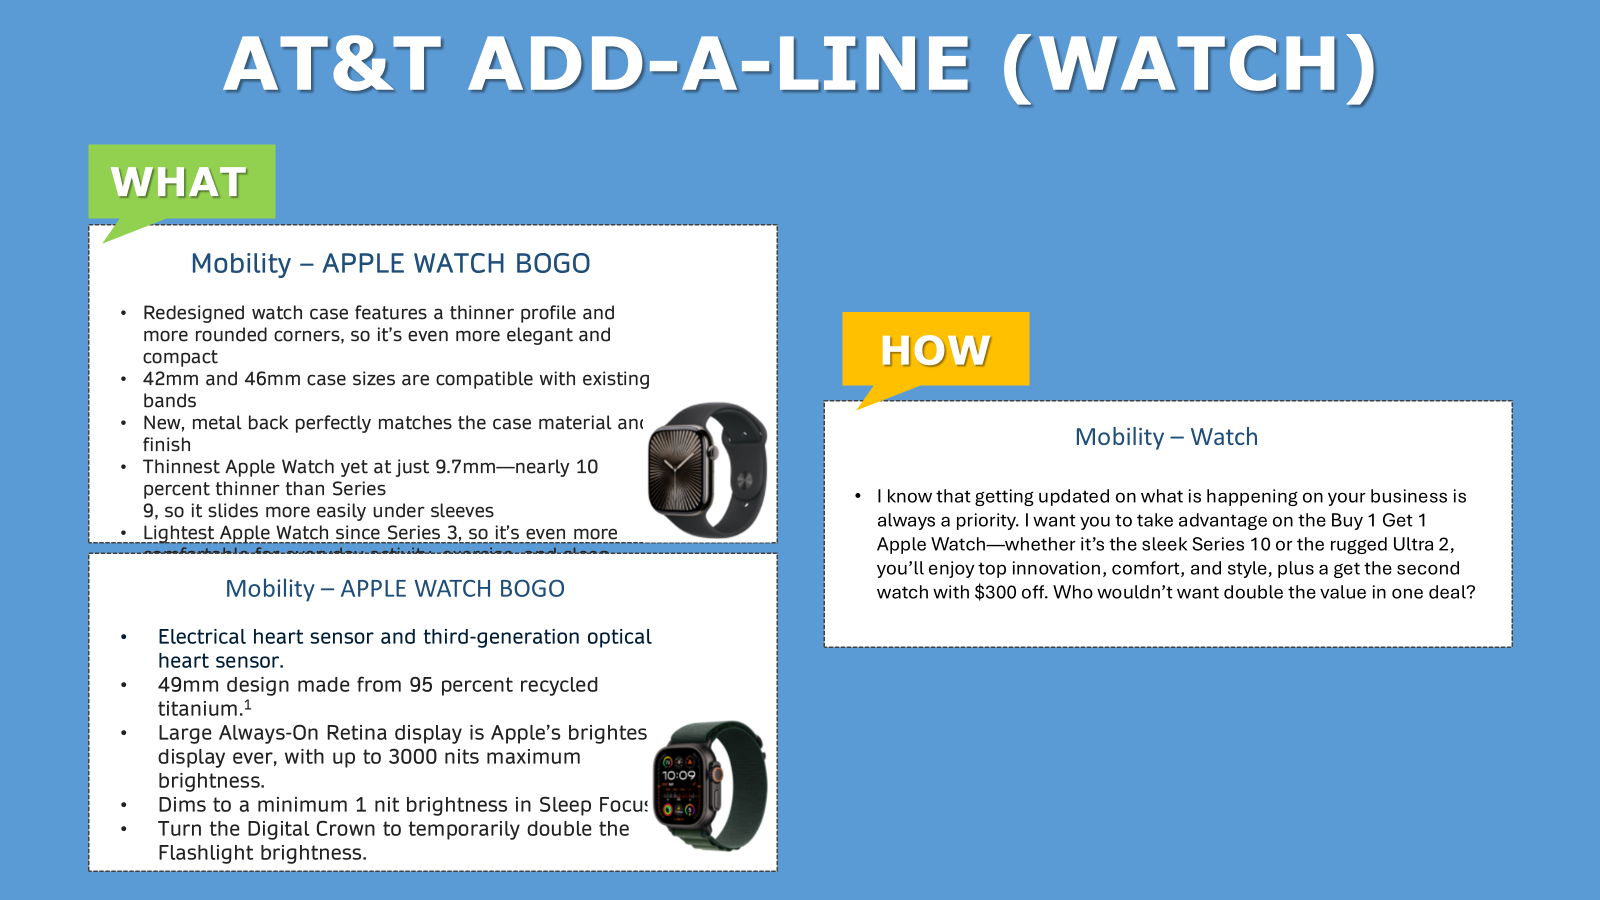 AT&T ADD-A-LINE (WATCH)
WHAT
Mobility – APPLE WATCH BOGO
• Redesigned watch case features a thinner profile and
more rounded corners, so it’s even more elegant and
compact
• 42mm and 46mm case sizes are compatible with existing
bands
• New, metal back perfectly matches the case material and
finish
• Thinnest Apple Watch yet at just 9.7mm—nearly 10
percent thinner than Series
9, so it slides more easily under sleeves
• Lightest Apple Watch since Series 3, so it’s even more
comfortable for everyday activity, exercise, and sleep
Mobility – APPLE WATCH BOGO
• Electrical heart sensor and third-generation optical
heart sensor.
• 49mm design made from 95 percent recycled
titanium.¹
• Large Always-On Retina display is Apple’s brightes
display ever, with up to 3000 nits maximum
brightness.
• Dims to a minimum 1 nit brightness in Sleep Focus
• Turn the Digital Crown to temporarily double the
Flashlight brightness.
10:09
HOW
Mobility – Watch
• I know that getting updated on what is happening on your business is
always a priority. I want you to take advantage on the Buy 1 Get 1
Apple Watch—whether it’s the sleek Series 10 or the rugged Ultra 2,
you’ll enjoy top innovation, comfort, and style, plus a get the second
watch with $300 off. Who wouldn’t want double the value in one deal?